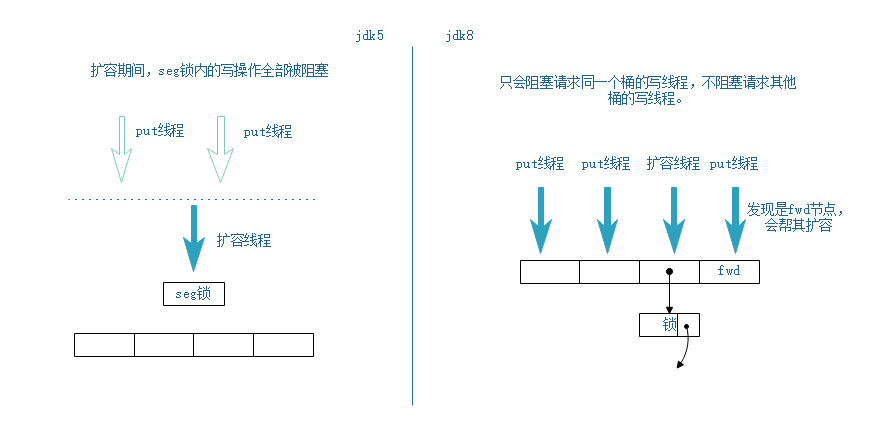 jdk5
jdk8
扩容期间，seg锁内的写操作全部被阻塞
只会阻塞请求同一个桶的写线程，不阻塞请求其他
桶的写线程。
put线程
put线程
put线程
put线程
扩容线程
put线程
发现是fwd节点，
会帮其扩容
扩容线程
fwd
seg锁
锁